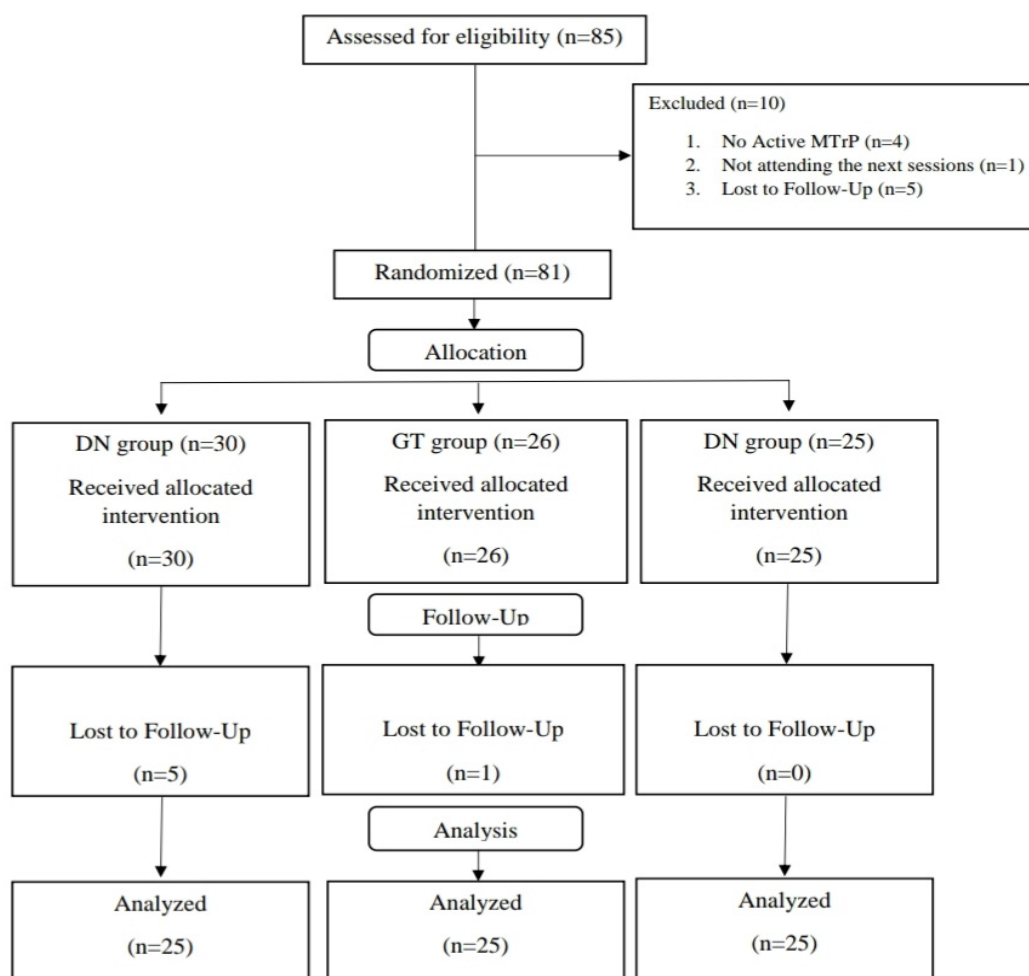 Assessed for eligibility (n=85)
Excluded (n=10)
1. No Active MTrP (n=4)
2. Not attending the next sessions (n=1)
3. Lost to Follow-Up (n=5)
Randomized (n=81)
Allocation
DN group (n=30)
Received allocated
intervention
(n=30)
GT group (n=26)
Received allocated
intervention
(n=26)
DN group (n=25)
Received allocated
intervention
(n=25)
Follow-Up
Lost to Follow-Up
(n=5)
Lost to Follow-Up
(n=1)
Lost to Follow-Up
(n=0)
Analysis
Analyzed
(n=25)
Analyzed
(n=25)
Analyzed
(n=25)